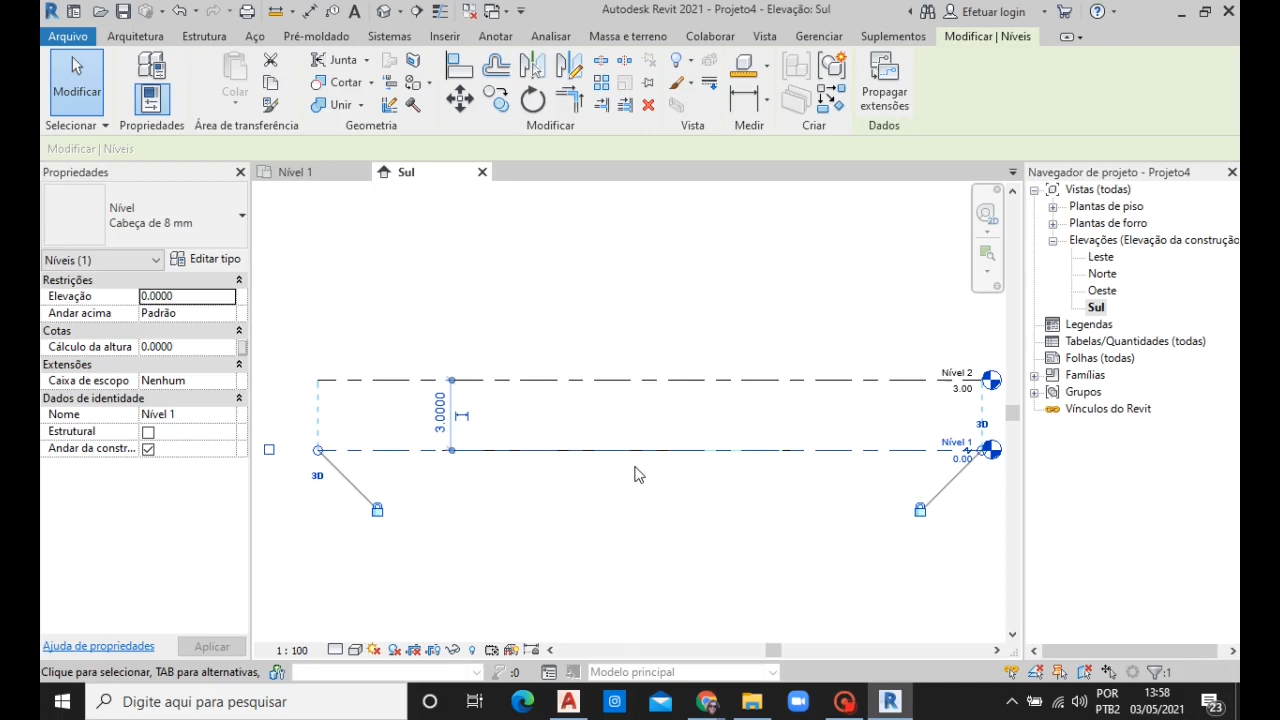 Autodesk Revit 2021 - Projeto4 - Elevação: Sul
Efetuar login
Arquivo Arquitetura Estrutura Aço Pré-moldado Sistemas Inserir Anotar Analisar Massa e terreno Colaborar Vista Gerenciar Suplementos Modificar | Níveis
Modificar
Colar
Junta
Cortar
Unir
Propagar
extensões
Selecionar Propriedades Área de transferência Geometria Modificar Vista Medir Criar Dados
Modificar | Níveis
Propriedades
Nível 1
Sul
Navegador de projeto - Projeto4
Nível
Cabeça de 8 mm
Níveis (1)
Editar tipo
Restrições
Elevação 0.0000
Andar acima Padrão
Cotas
Cálculo da altura 0.0000
Extensões
Caixa de escopo Nenhum
Dados de identidade
Nome Nível 1
Estrutural
Andar da constr...
Ajuda de propriedades
Aplicar
2D
Nível 2
3.00
3.0000
3D
Nível 1
0.00
3D
Vistas (todas)
Plantas de piso
Plantas de forro
Elevações (Elevação da construção
Leste
Norte
Oeste
Sul
Legendas
Tabelas/Quantidades (todas)
Folhas (todas)
Famílias
Grupos
Vínculos do Revit
1 : 100
Clique para selecionar, TAB para alternativas,
:0
Modelo principal
:1
Digite aqui para pesquisar
POR
PTB2
13:58
03/05/2021
23